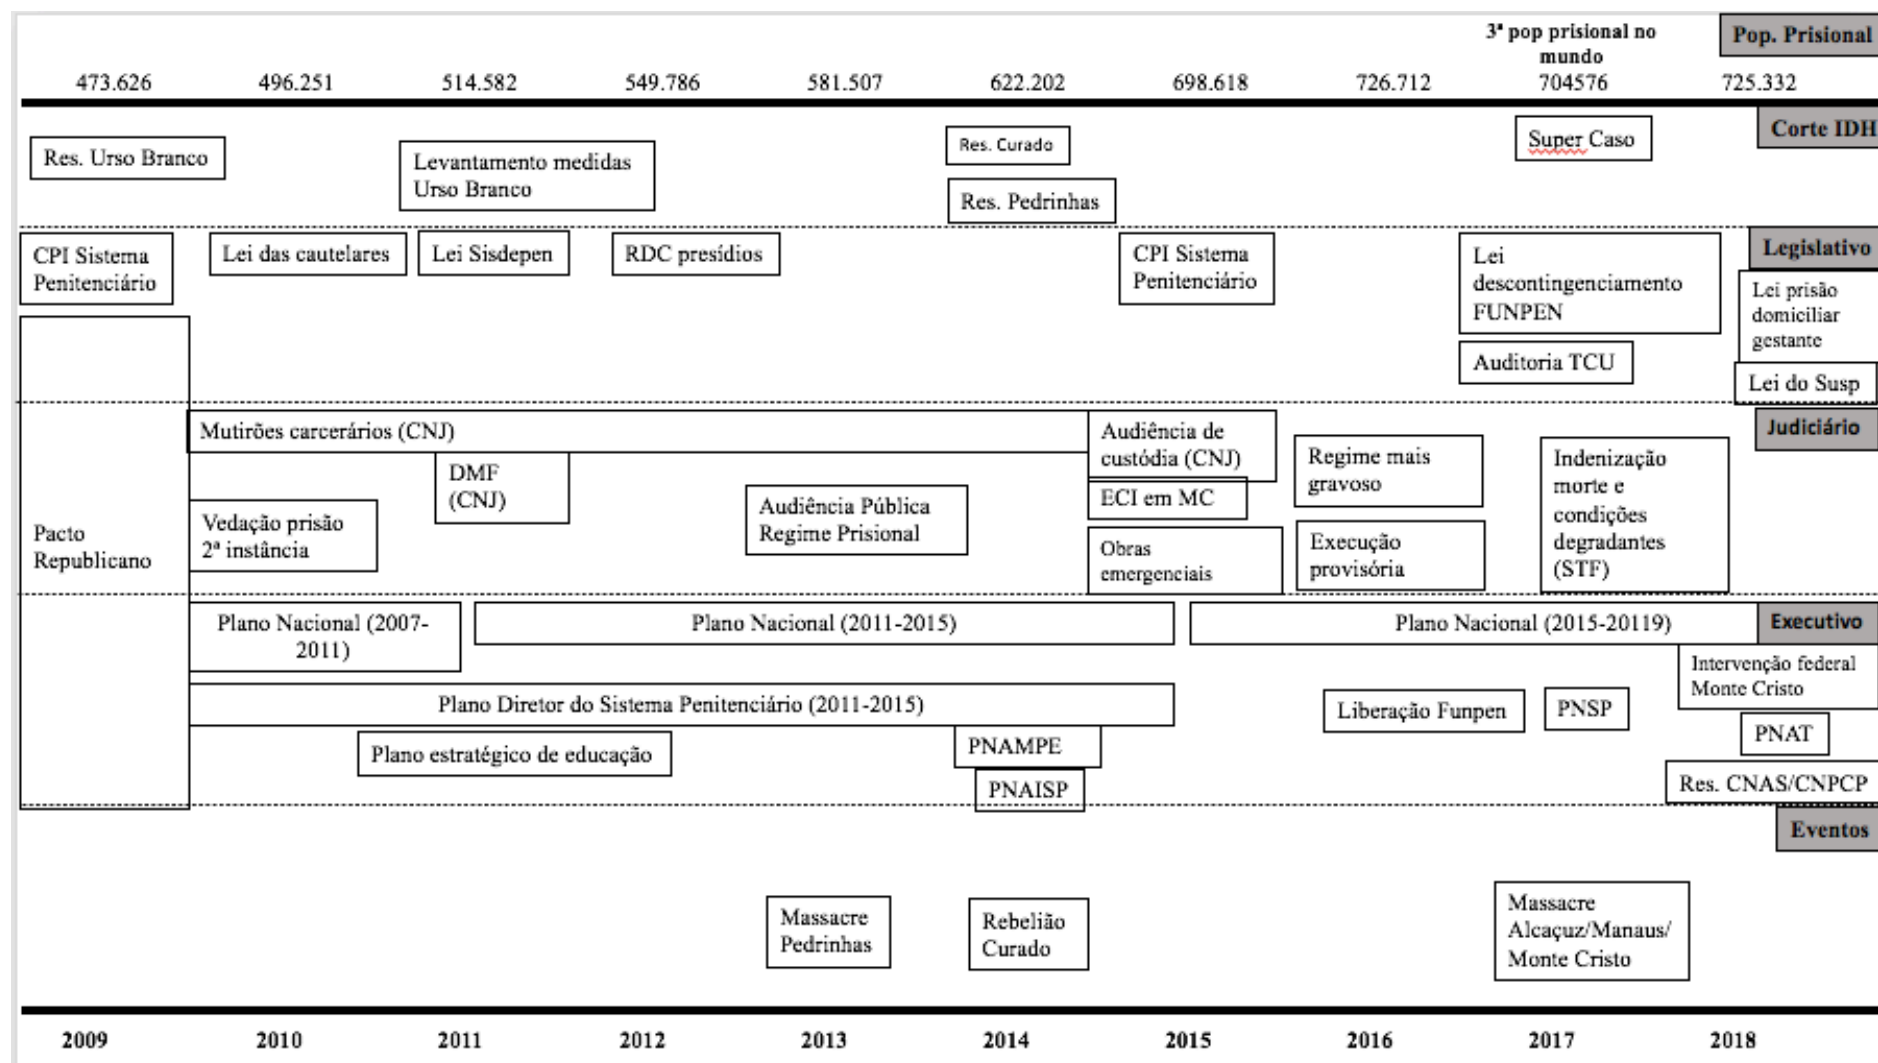 3ª pop prisional no
mundo
Pop. Prisional
473.626 496.251 514.582 549.786 581.507 622.202 698.618 726.712 704576 725.332
Corte IDH
Res. Urso Branco
Levantamento medidas
Urso Branco
Res. Curado
Res. Pedrinhas
Super Caso
Legislativo
CPI Sistema
Penitenciário
Lei das cautelares
Lei Sisdepen
RDC presídios
CPI Sistema
Penitenciário
Lei
descontingenciamento
FUNPEN
Auditoria TCU
Lei prisão
domiciliar
gestante
Lei do Susp
Judiciário
Pacto
Republicano
Mutirões carcerários (CNJ)
DMF
(CNJ)
Vedação prisão
2ª instância
Audiência Pública
Regime Prisional
Audiência de
custódia (CNJ)
ECI em MC
Obras
emergenciais
Regime mais
gravoso
Execução
provisória
Indenização
morte e
condições
degradantes
(STF)
Executivo
Plano Nacional (2007-
2011)
Plano Nacional (2011-2015)
Plano Nacional (2015-20119)
Plano Diretor do Sistema Penitenciário (2011-2015)
Plano estratégico de educação
PNAMPE
PNAISP
Liberação Funpen
PNSP
Intervenção federal
Monte Cristo
PNAT
Res. CNAS/CNPCP
Eventos
Massacre
Pedrinhas
Rebelião
Curado
Massacre
Alcaçuz/Manaus/
Monte Cristo
2009 2010 2011 2012 2013 2014 2015 2016 2017 2018